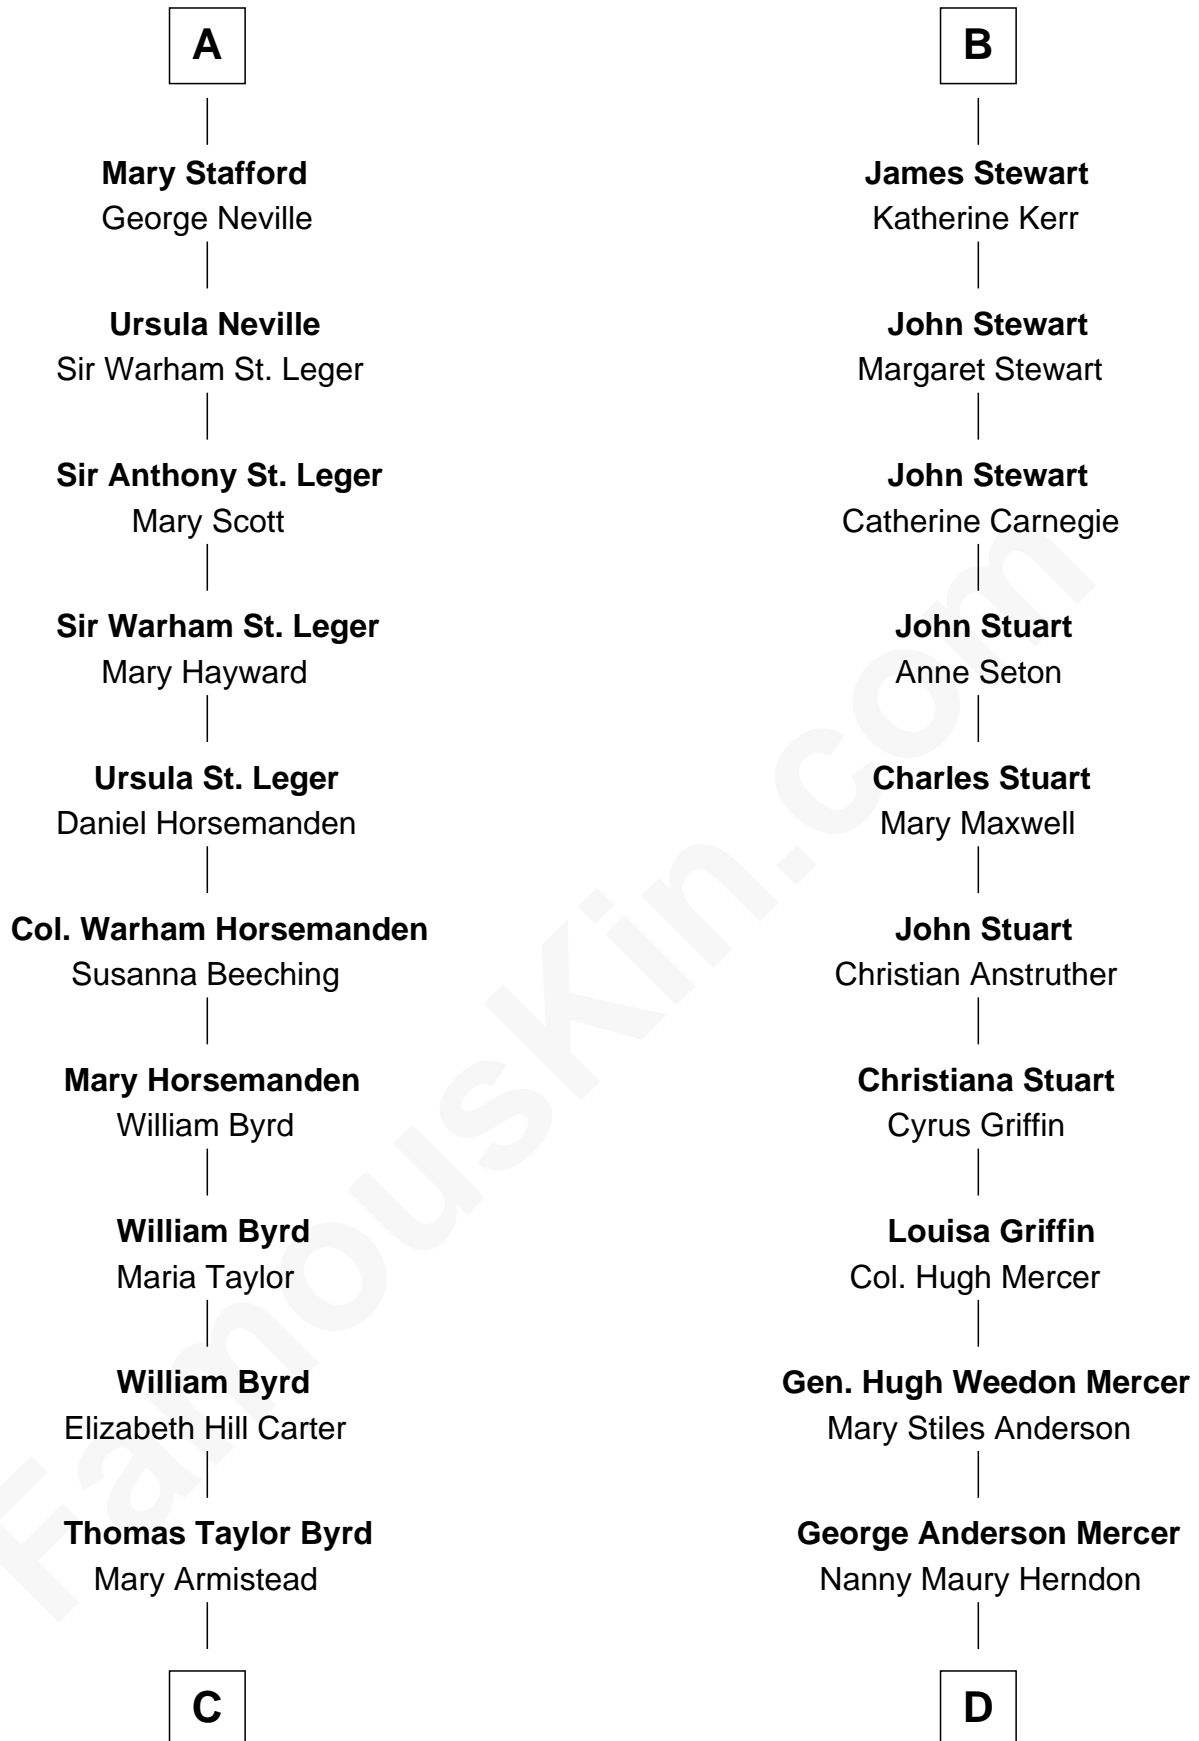 A
Mary Stafford
George Neville
Ursula Neville
Sir Warham St. Leger
Sir Anthony St. Leger
Mary Scott
Sir Warham St. Leger
Mary Hayward
Ursula St. Leger
Daniel Horsemanden
Col. Warham Horsemanden
Susanna Beeching
Mary Horsemanden
William Byrd
William Byrd
Maria Taylor
William Byrd
Elizabeth Hill Carter
Thomas Taylor Byrd
Mary Armistead
C
B
James Stewart
Katherine Kerr
John Stewart
Margaret Stewart
John Stewart
Catherine Carnegie
John Stuart
Anne Seton
Charles Stuart
Mary Maxwell
John Stuart
Christian Anstruther
Christiana Stuart
Cyrus Griffin
Louisa Griffin
Col. Hugh Mercer
Gen. Hugh Weedon Mercer
Mary Stiles Anderson
George Anderson Mercer
Nanny Maury Herndon
D
FamousKin.com